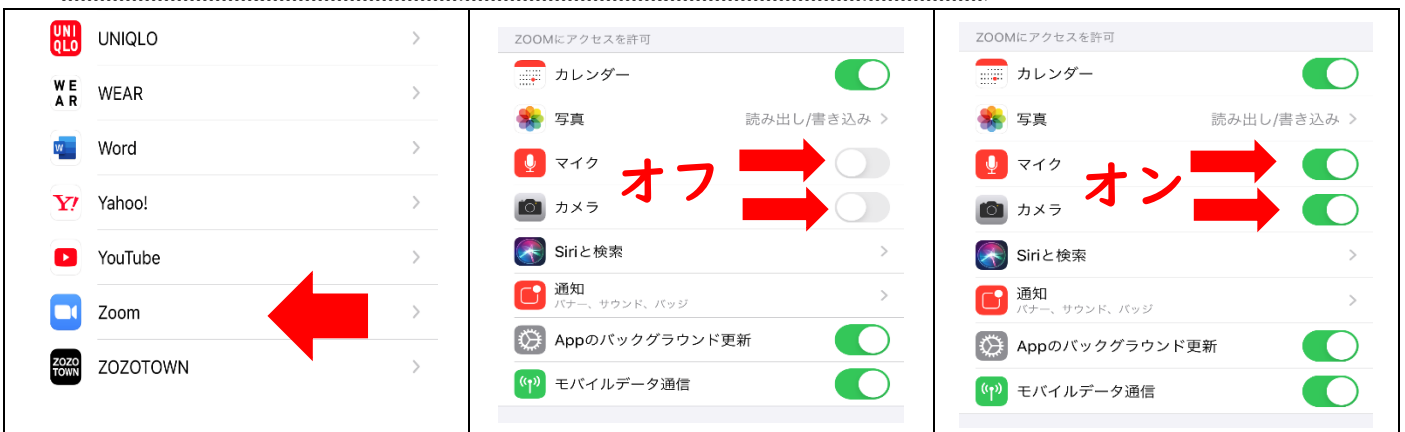 UNI
QLO
UNIQLO
WE
AR
WEAR
W
Word
Y!
Yahoo!
YouTube
Zoom
ZOZO
TOWN
ZOZOTOWN
ZOOMにアクセスを許可
カレンダー
写真
読み出し/書き込み
マイク
オフ
カメラ
Siriと検索
通知
バナー、サウンド、バッジ
Appのバックグラウンド更新
モバイルデータ通信
ZOOMにアクセスを許可
カレンダー
写真
読み出し/書き込み
マイク
オン
カメラ
Siriと検索
通知
バナー、サウンド、バッジ
Appのバックグラウンド更新
モバイルデータ通信